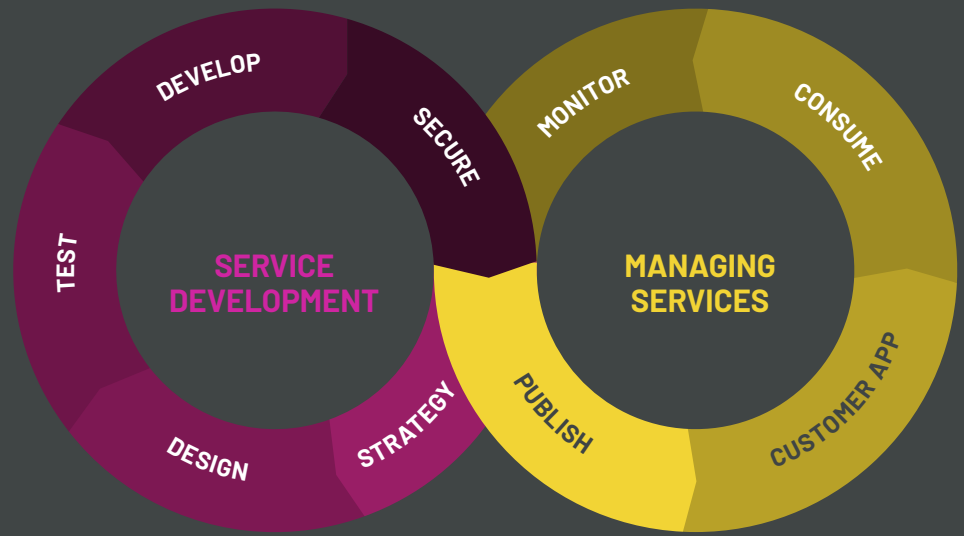 DEVELOP
SECURE
MONITOR
CONSUME
TEST
SERVICE
DEVELOPMENT
MANAGING
SERVICES
DESIGN
STRATEGY
PUBLISH
CUSTOMER APP